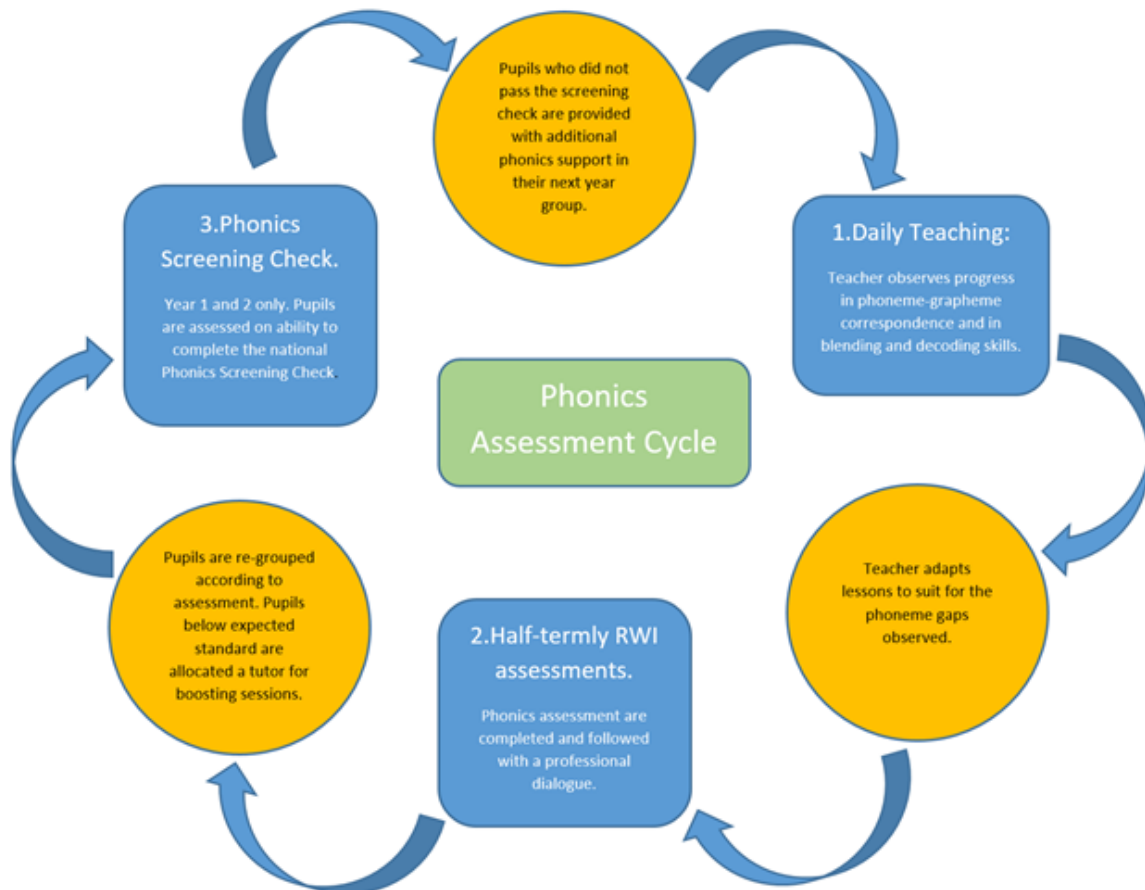 Pupils who did not
pass the screening
check are provided
with additional
phonics support in
their next year
group.
1.Daily Teaching:
Teacher observes progress
in phoneme-grapheme
correspondence and in
blending and decoding skills.
Teacher adapts
lessons to suit for the
phoneme gaps
observed.
2.Half-termly RWI
assessments.
Phonics assessment are
completed and followed
with a professional
dialogue.
Pupils are re-grouped
according to
assessment. Pupils
below expected
standard are
allocated a tutor for
boosting sessions.
3.Phonics
Screening Check.
Year 1 and 2 only. Pupils
are assessed on ability to
complete the national
Phonics Screening Check.
Phonics
Assessment Cycle